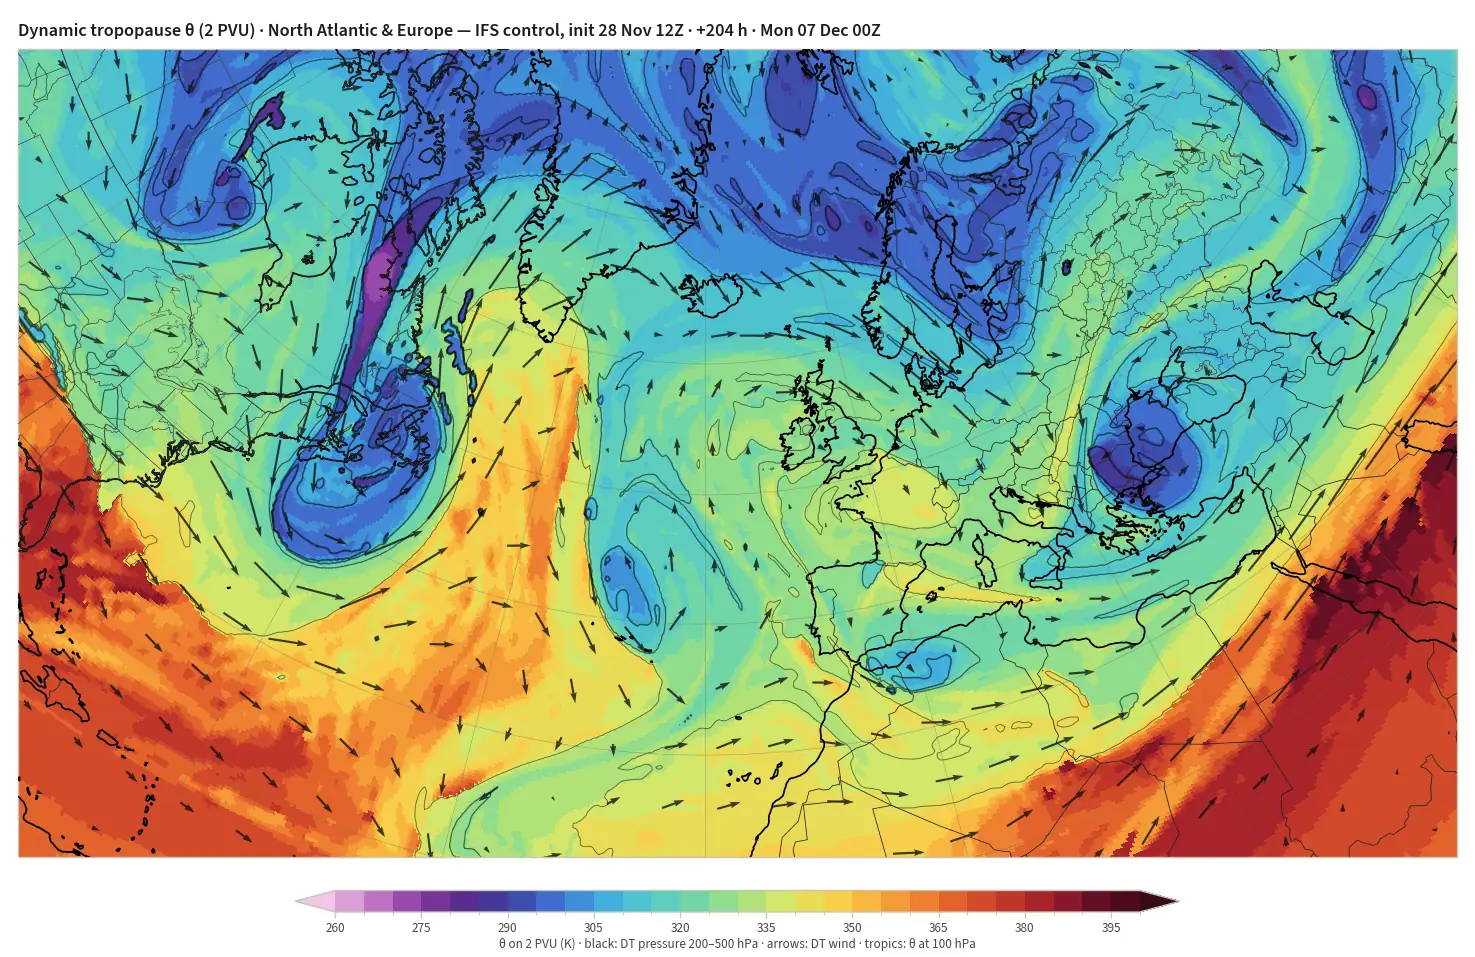 Dynamic tropopause θ (2 PVU) · North Atlantic & Europe — IFS control, init 28 Nov 12Z · +204 h · Mon 07 Dec 00Z
260 275 290 305 320 335 350 365 380 395
θ on 2 PVU (K) · black: DT pressure 200–500 hPa · arrows: DT wind · tropics: θ at 100 hPa